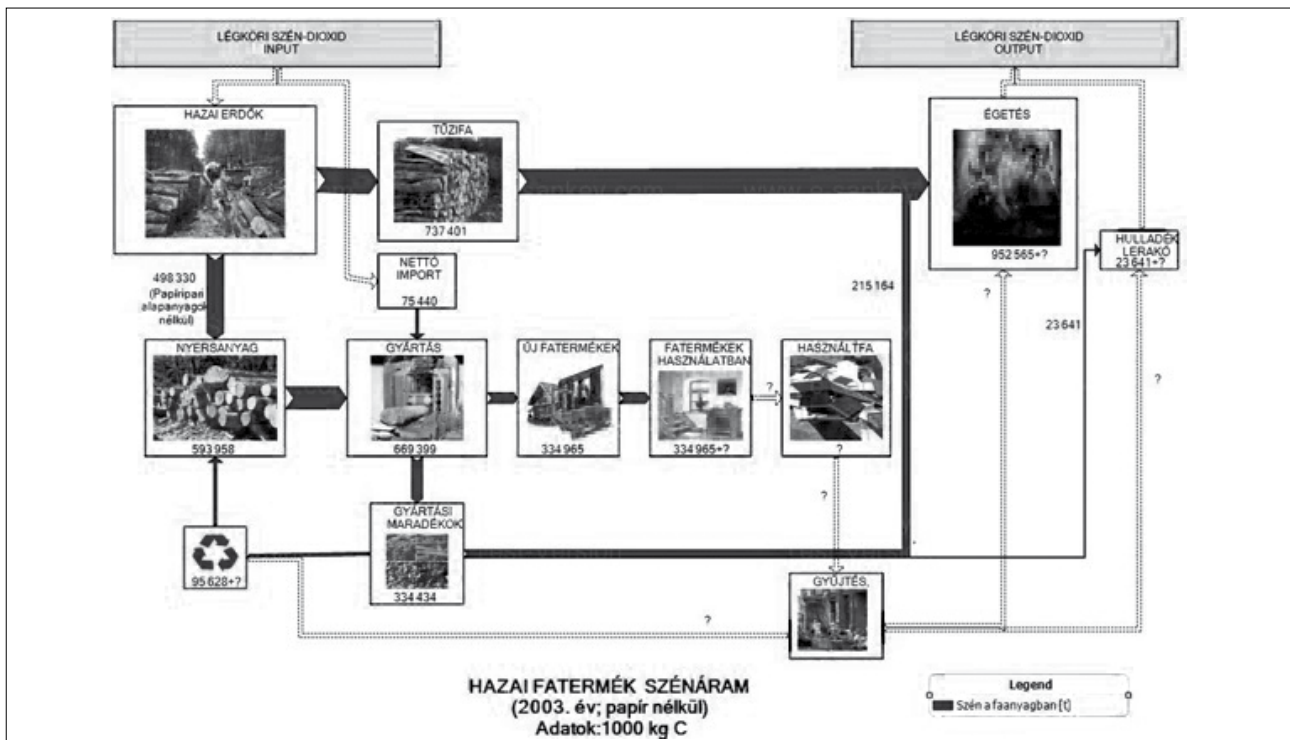 LÉGKÖRI SZÉN-DIOXID
INPUT
LÉGKÖRI SZÉN-DIOXID
OUTPUT
HAZAI ERDŐK
TŰZIFA
737 401
ÉGETÉS
952 565+?
HULLADÉK
LERAKÓ
23 641+?
498 330
(Papíripari
alapanyagok
nélkül)
NETTÓ
IMPORT
75 440
215 164
?
23 641
?
NYERSANYAG
593 958
GYÁRTÁS
669 399
ÚJ FATERMÉKEK
334 965
FATERMÉKEK
HASZNÁLATBAN
334 965+?
?
HASZNÁLTFA
?
?
95 628+?
GYÁRTÁSI
MARADÉKOK
334 434
GYŰJTÉS,
?
HAZAI FATERMÉK SZÉNÁRAM
(2003. év; papír nélkül)
Adatok:1000 kg C
Legend
Szén a faanyagban [t]